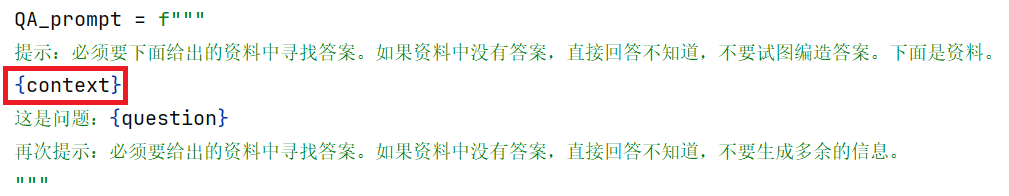 QA_prompt = f"""
提示：必须要下面给出的资料中寻找答案。如果资料中没有答案，直接回答不知道，不要试图编造答案。下面是资料。
{context}
这是问题：{question}
再次提示：必须要给出的资料中寻找答案。如果资料中没有答案，直接回答不知道，不要生成多余的信息。
"""